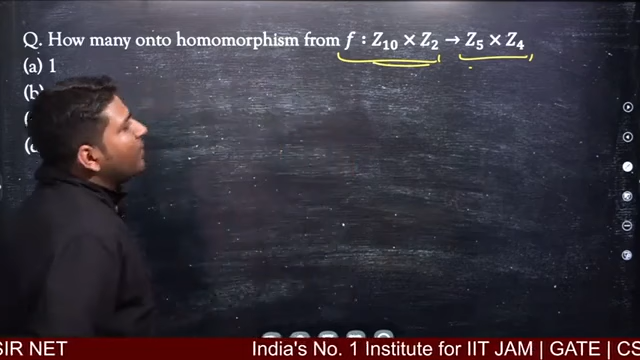 Q. How many onto homomorphism from f : Z₁₀ × Z₂ → Z₅ × Z₄
(a) 1
(b)
SIR NET India's No. 1 Institute for IIT JAM | GATE | CS